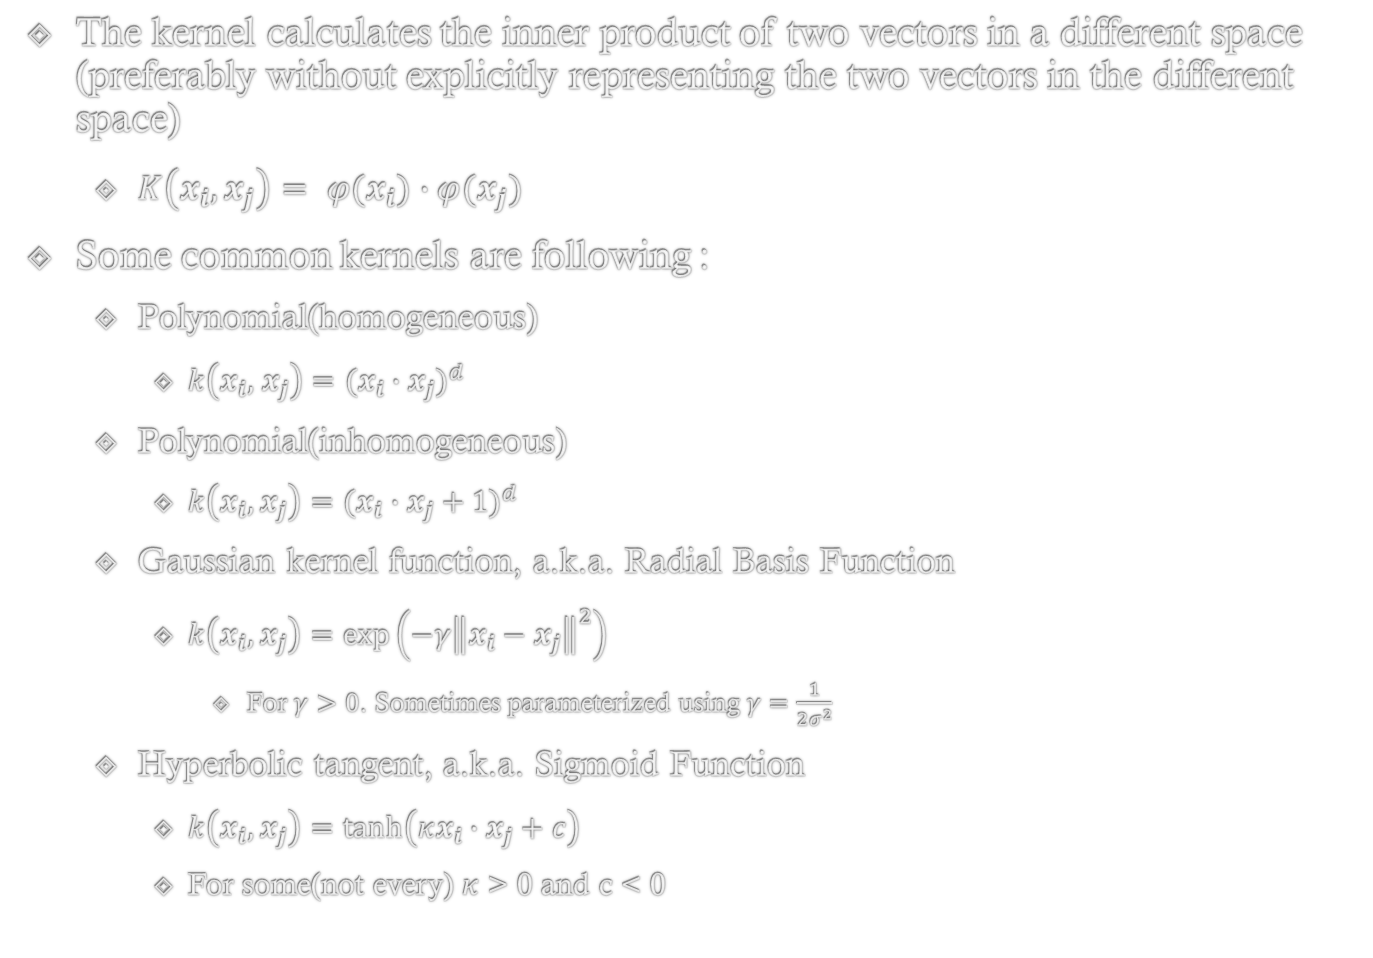 The kernel calculates the inner product of two vectors in a different space
(preferably without explicitly representing the two vectors in the different
space)
K(xᵢ, xⱼ) = φ(xᵢ) · φ(xⱼ)
Some common kernels are following :
Polynomial(homogeneous)
k(xᵢ, xⱼ) = (xᵢ · xⱼ)ᵈ
Polynomial(inhomogeneous)
k(xᵢ, xⱼ) = (xᵢ · xⱼ + 1)ᵈ
Gaussian kernel function, a.k.a. Radial Basis Function
k(xᵢ, xⱼ) = exp (−γ‖xᵢ − xⱼ‖²)
For γ > 0. Sometimes parameterized using γ = 1/2σ²
Hyperbolic tangent, a.k.a. Sigmoid Function
k(xᵢ, xⱼ) = tanh(κxᵢ · xⱼ + c)
For some(not every) κ > 0 and c < 0